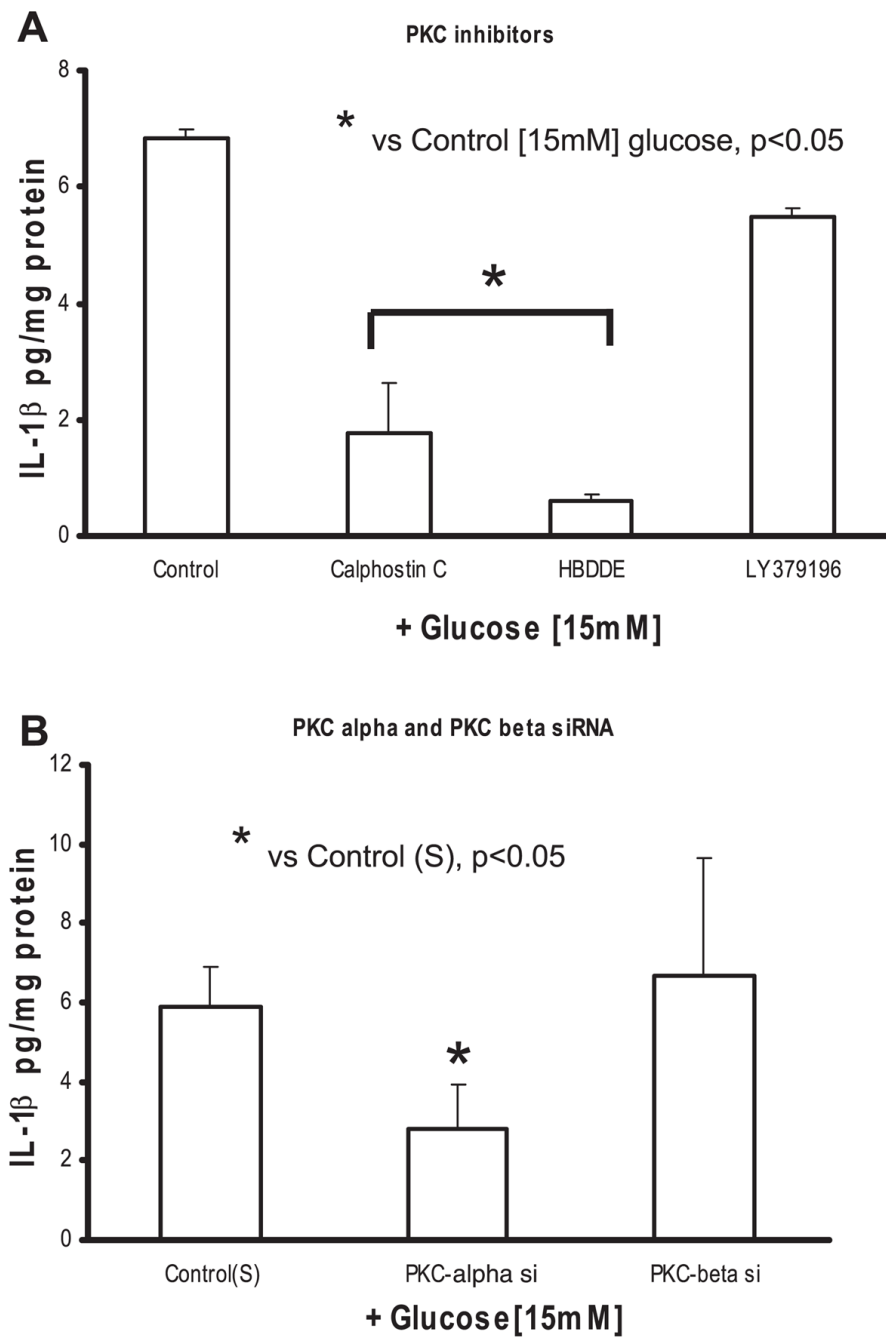 A
PKC inhibitors
8
6
4
2
0
IL-1β pg/mg protein
* vs Control [15mM] glucose, p<0.05
*
Control Calphostin C HBDDE LY379196
+ Glucose [15mM]
B
PKC alpha and PKC beta siRNA
12
10
8
6
4
2
0
IL-1β pg/mg protein
* vs Control (S), p<0.05
*
Control(S) PKC-alpha si PKC-beta si
+ Glucose[15mM]